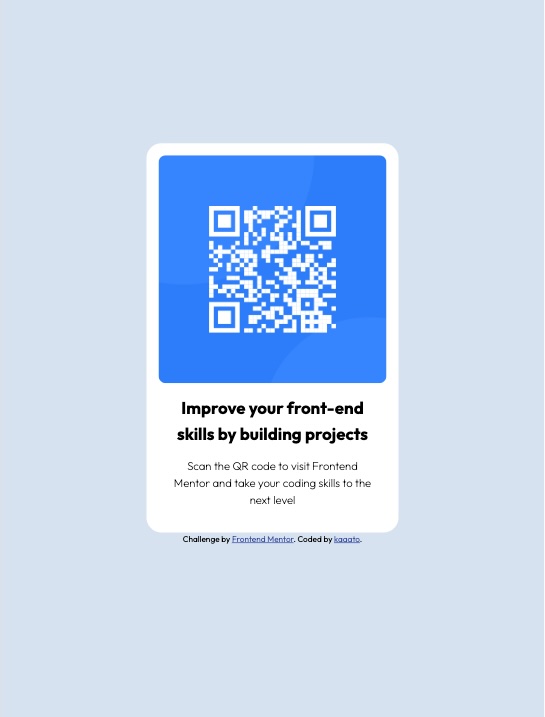 Improve your front-end
skills by building projects
Scan the QR code to visit Frontend
Mentor and take your coding skills to the
next level
Challenge by Frontend Mentor. Coded by kaaato.